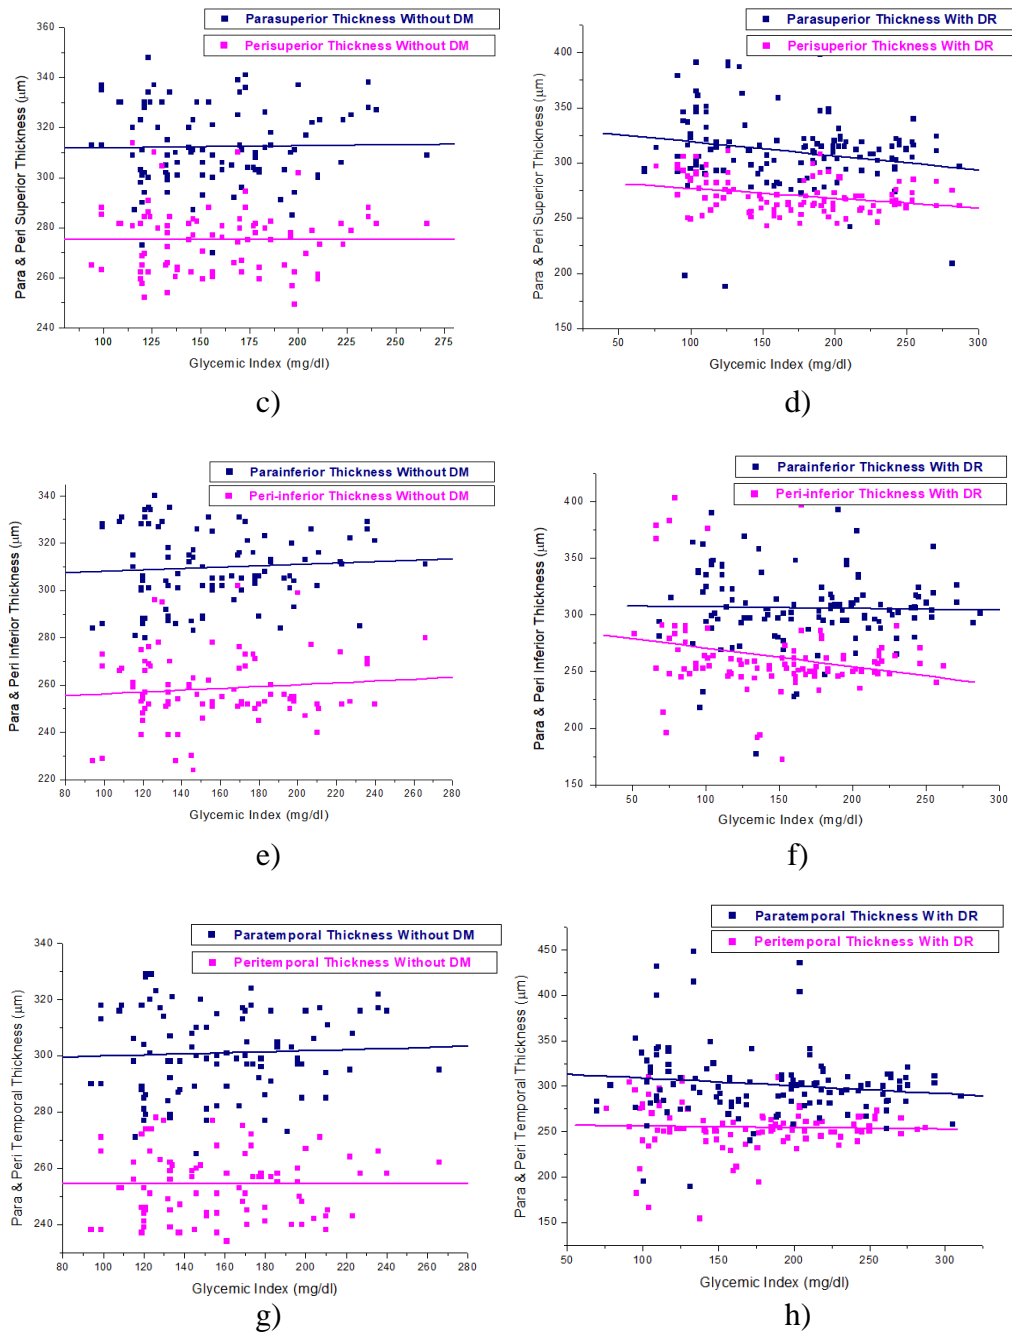 Parasuperior Thickness Without DM
Perisuperior Thickness Without DM
Para & Peri Superior Thickness (µm)
360
340
320
300
280
260
240
100
125
150
175
200
225
250
275
Glycemic Index (mg/dl)
c)
Parasuperior Thickness With DR
Perisuperior Thickness With DR
Para & Peri Superior Thickness (µm)
400
350
300
250
200
150
50
100
150
200
250
300
Glycemic Index (mg/dl)
d)
Parainferior Thickness Without DM
Peri-inferior Thickness Without DM
Para & Peri Inferior Thickness (µm)
340
320
300
280
260
240
220
80
100
120
140
160
180
200
220
240
260
280
Glycemic Index (mg/dl)
e)
Parainferior Thickness With DR
Peri-inferior Thickness With DR
Para & Peri Inferior Thickness (µm)
400
350
300
250
200
150
50
100
150
200
250
300
Glycemic Index (mg/dl)
f)
Paratemporal Thickness Without DM
Peritemporal Thickness Without DM
Para & Peri Temporal Thickness (µm)
340
320
300
280
260
240
80
100
120
140
160
180
200
220
240
260
280
Glycemic Index (mg/dl)
g)
Paratemporal Thickness With DR
Peritemporal Thickness With DR
Para & Peri Temporal Thickness (µm)
450
400
350
300
250
200
150
50
100
150
200
250
300
Glycemic Index (mg/dl)
h)